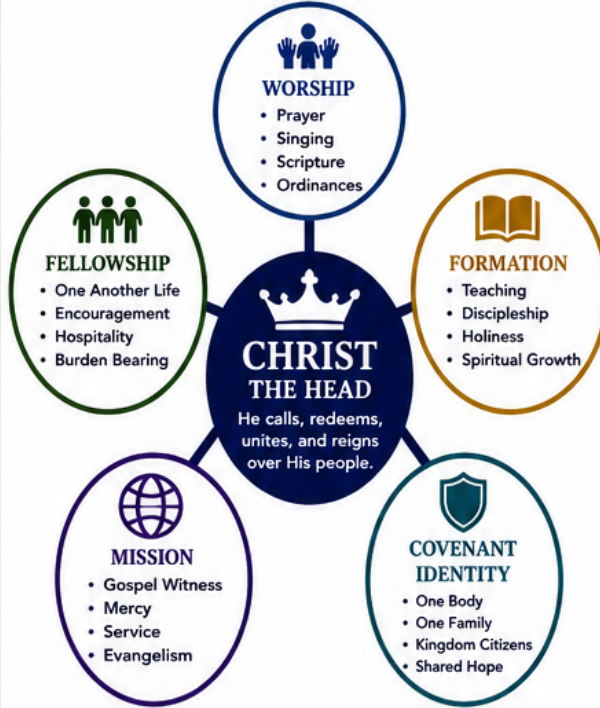 WORSHIP
• Prayer
• Singing
• Scripture
• Ordinances
FELLOWSHIP
• One Another Life
• Encouragement
• Hospitality
• Burden Bearing
FORMATION
• Teaching
• Discipleship
• Holiness
• Spiritual Growth
CHRIST
THE HEAD
He calls, redeems,
unites, and reigns
over His people.
MISSION
• Gospel Witness
• Mercy
• Service
• Evangelism
COVENANT
IDENTITY
• One Body
• One Family
• Kingdom Citizens
• Shared Hope